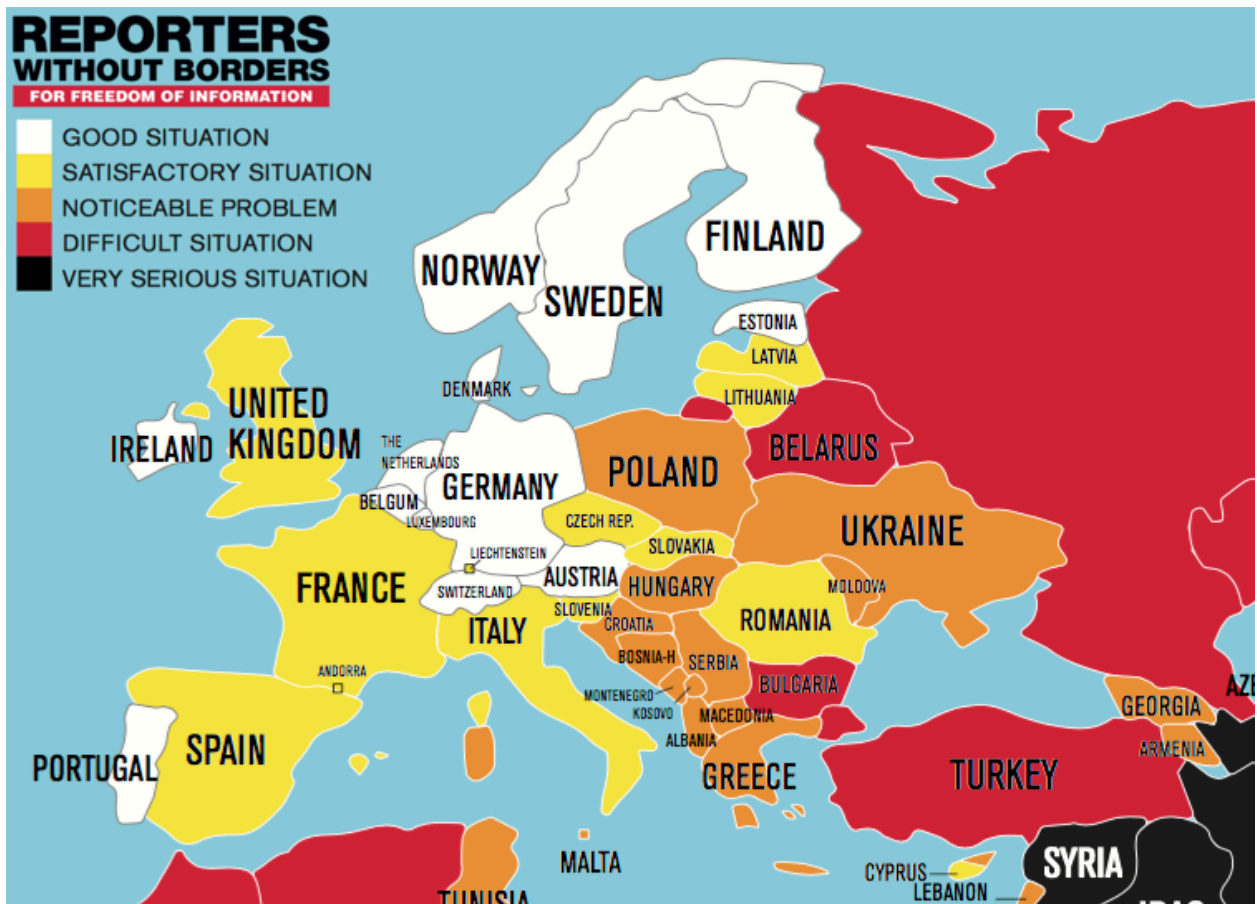 REPORTERS
WITHOUT BORDERS
FOR FREEDOM OF INFORMATION
GOOD SITUATION
SATISFACTORY SITUATION
NOTICEABLE PROBLEM
DIFFICULT SITUATION
VERY SERIOUS SITUATION
FINLAND
NORWAY
SWEDEN
ESTONIA
LATVIA
DENMARK
LITHUANIA
UNITED
KINGDOM
IRELAND
THE
NETHERLANDS
BELARUS
POLAND
GERMANY
BELGUM
LUXEMBOURG
CZECH REP.
UKRAINE
SLOVAKIA
LIECHTENSTEIN
AUSTRIA
FRANCE
SWITZERLAND
HUNGARY
MOLDOVA
SLOVENIA
ROMANIA
CROATIA
ITALY
BOSNIA-H
SERBIA
ANDORRA
BULGARIA
MONTENEGRO
KOSOVO
AZE
GEORGIA
MACEDONIA
ALBANIA
ARMENIA
SPAIN
PORTUGAL
GREECE
TURKEY
MALTA
SYRIA
CYPRUS
LEBANON
TUNISIA
IRAQ